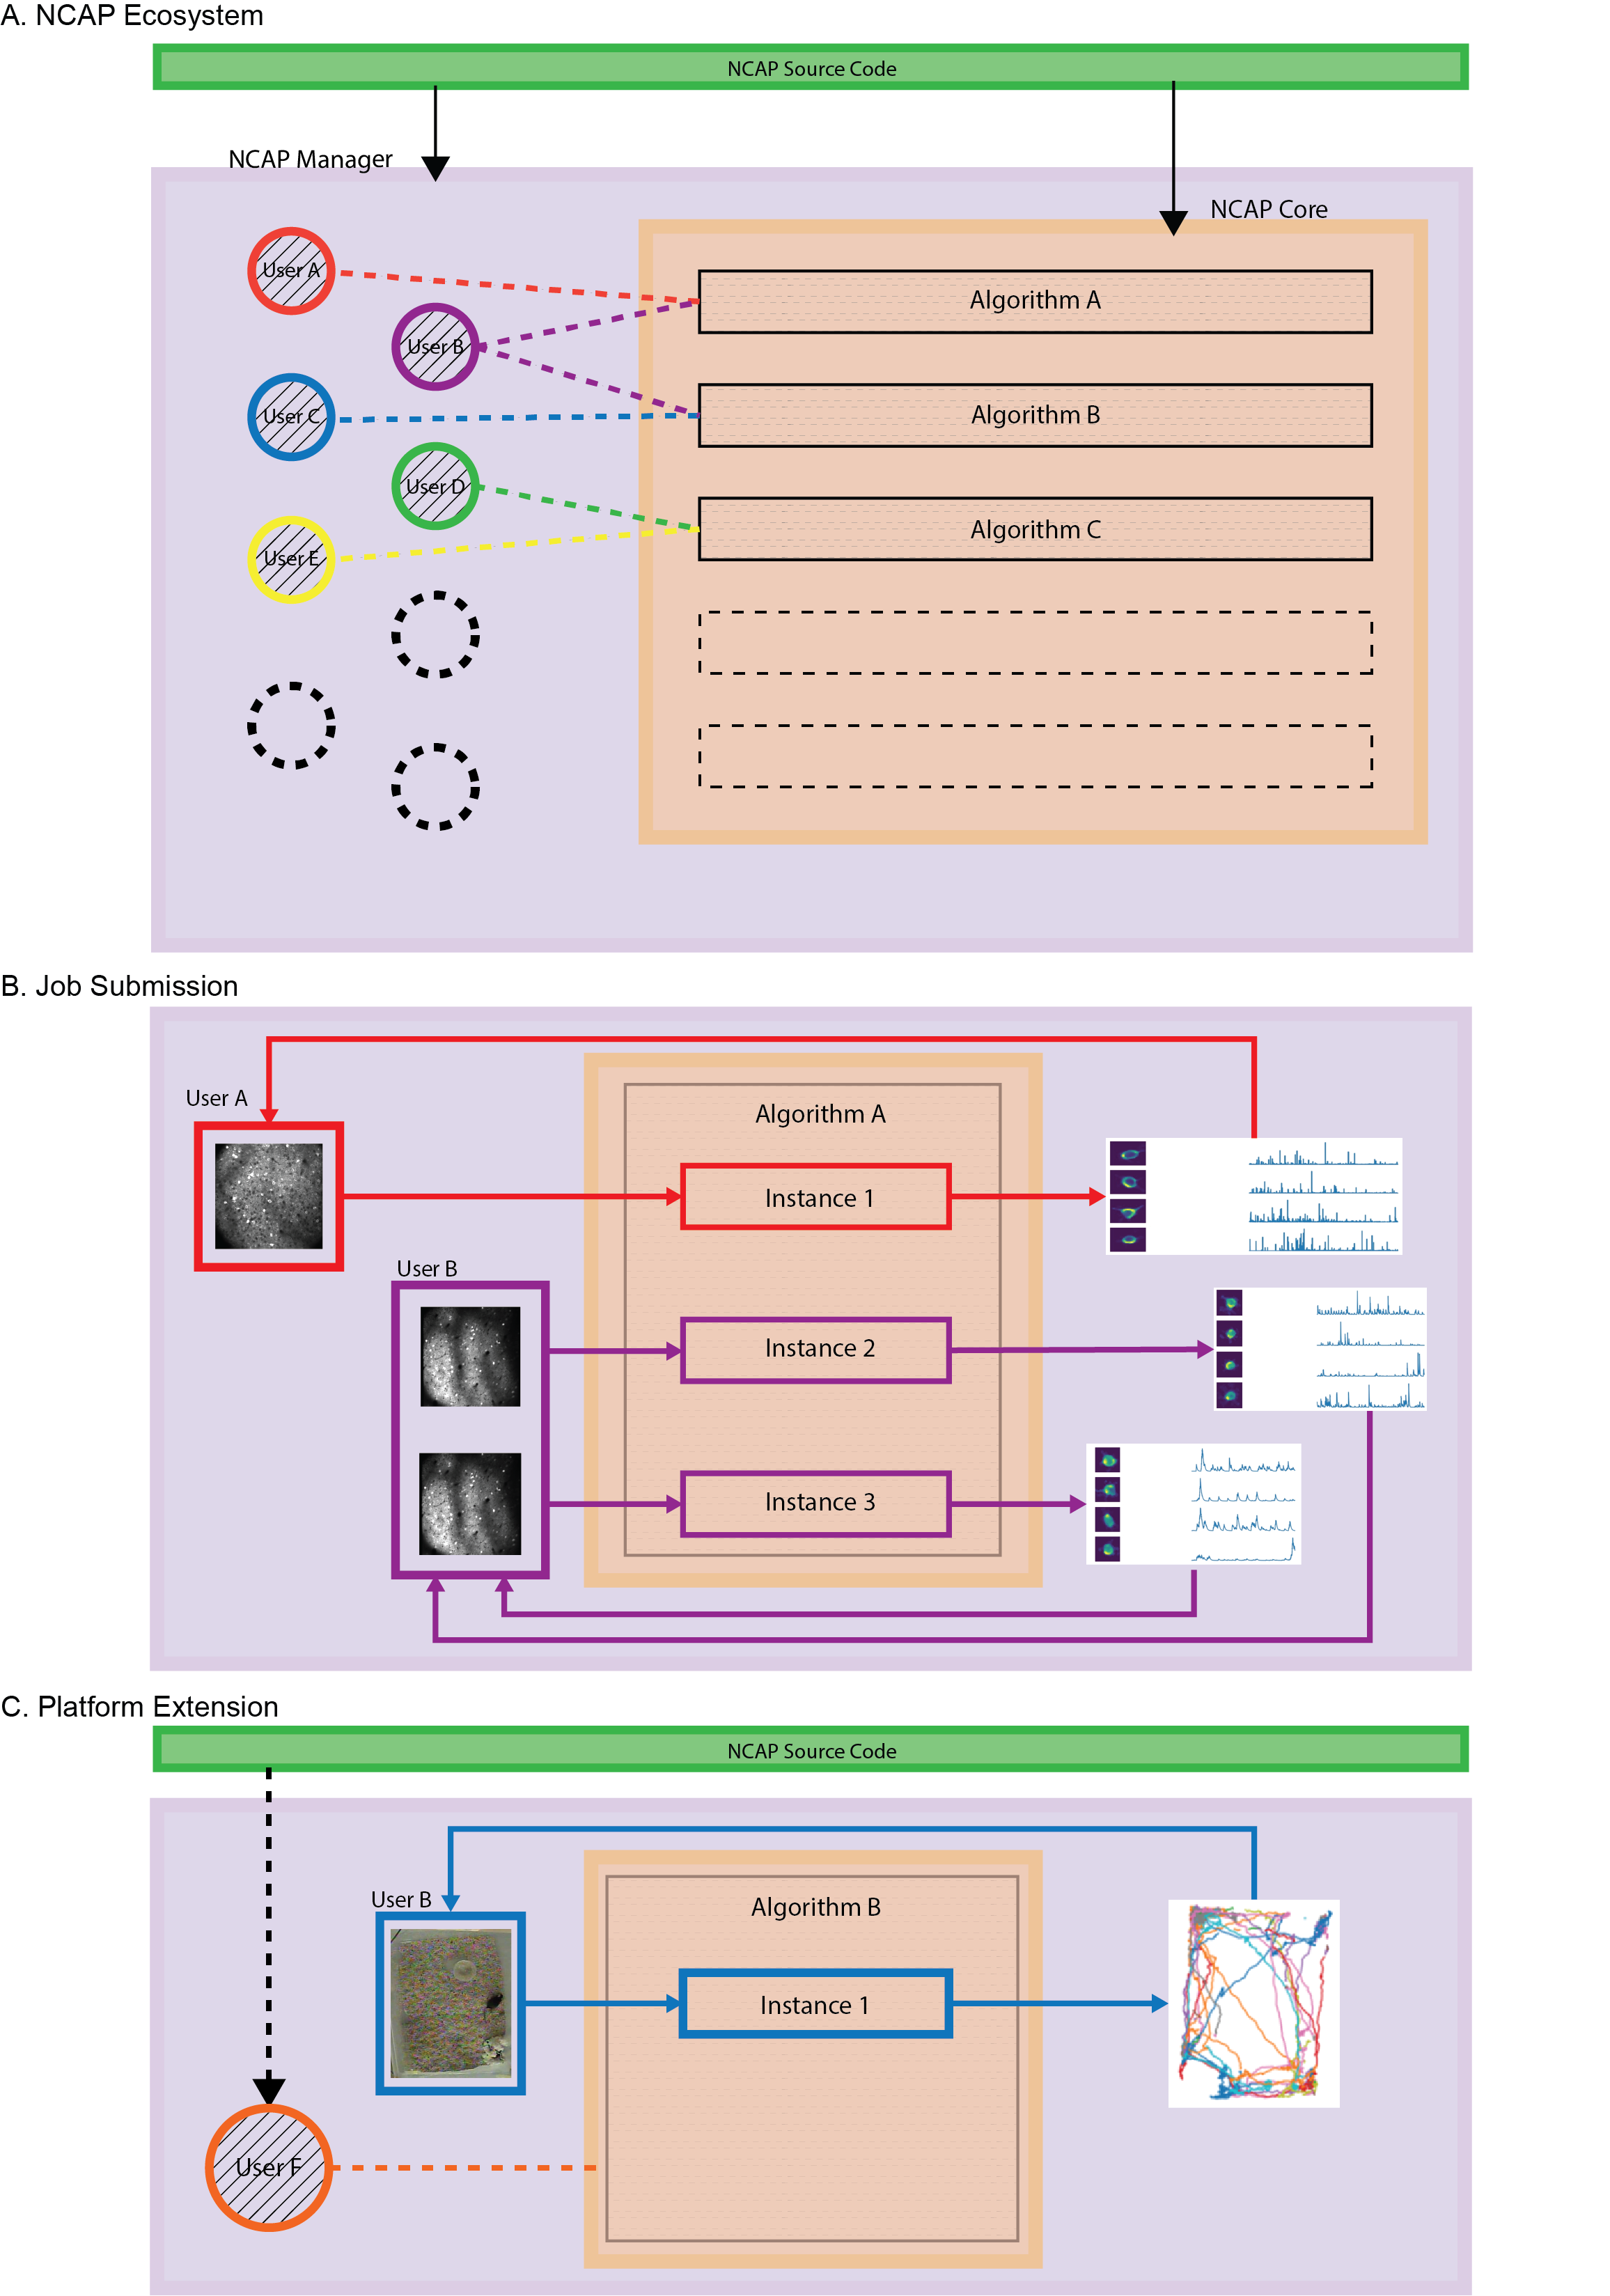 A. NCAP Ecosystem
NCAP Source Code
NCAP Manager
NCAP Core
User A
Algorithm A
User B
User C
Algorithm B
User D
Algorithm C
User E
B. Job Submission
User A
Algorithm A
Instance 1
User B
Instance 2
Instance 3
C. Platform Extension
NCAP Source Code
User B
Algorithm B
Instance 1
User F